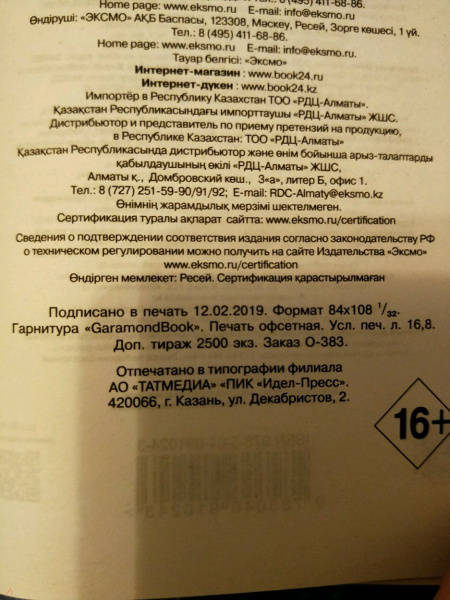 Home page: www.eksmo.ru E-mail: info@eksmo.ru.
Өндіруші: «ЭКСМО» АҚБ Баспасы, 123308, Мәскеу, Ресей, Зорге көшесі, 1 үй.
Тел.: 8 (495) 411-68-86.
Home page: www.eksmo.ru E-mail: info@eksmo.ru.
Тауар белгісі: «Эксмо»
Интернет-магазин : www.book24.ru
Интернет-дүкен : www.book24.kz
Импортёр в Республику Казахстан ТОО «РДЦ-Алматы».
Қазақстан Республикасындағы импорттаушы «РДЦ-Алматы» ЖШС.
Дистрибьютор и представитель по приему претензий на продукцию,
в Республике Казахстан: ТОО «РДЦ-Алматы»
Қазақстан Республикасында дистрибьютор және өнім бойынша арыз-талаптарды
қабылдаушының өкілі «РДЦ-Алматы» ЖШС,
Алматы қ., Домбровский көш., 3«а», литер Б, офис 1.
Тел.: 8 (727) 251-59-90/91/92; E-mail: RDC-Almaty@eksmo.kz
Өнімнің жарамдылық мерзімі шектелмеген.
Сертификация туралы ақпарат сайтта: www.eksmo.ru/certification
Сведения о подтверждении соответствия издания согласно законодательству РФ
о техническом регулировании можно получить на сайте Издательства «Эксмо»
www.eksmo.ru/certification
Өндірген мемлекет: Ресей. Сертификация қарастырылмаған
Подписано в печать 12.02.2019. Формат 84x108 1/32.
Гарнитура «GaramondBook». Печать офсетная. Усл. печ. л. 16,8.
Доп. тираж 2500 экз. Заказ О-383.
Отпечатано в типографии филиала
АО «ТАТМЕДИА» «ПИК «Идел-Пресс».
420066, г. Казань, ул. Декабристов, 2.
16+